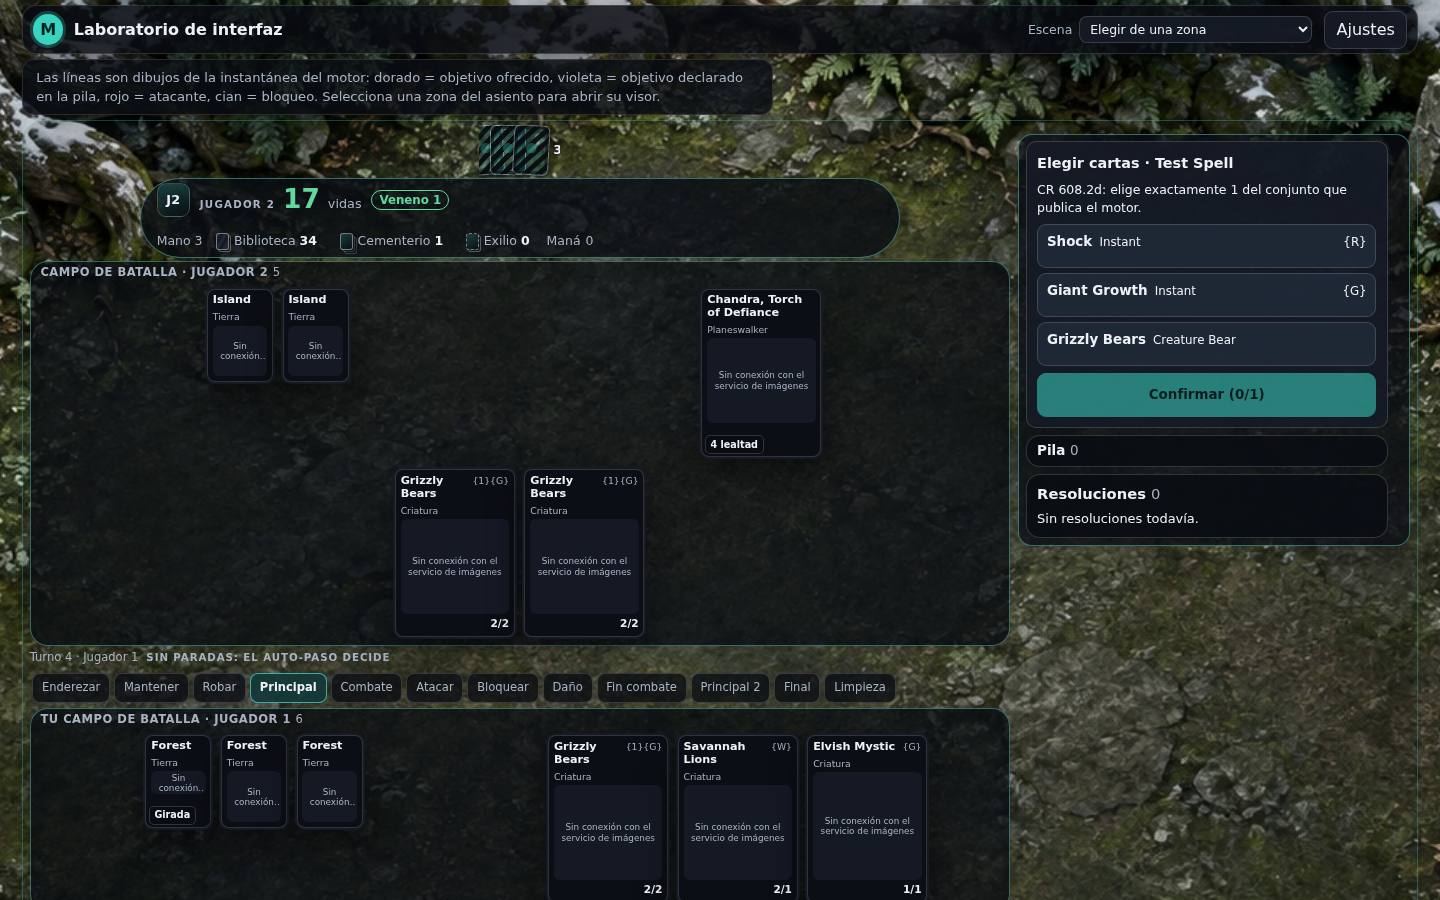 M Laboratorio de interfaz
Escena Elegir de una zona Ajustes
Las líneas son dibujos de la instantánea del motor: dorado = objetivo ofrecido, violeta = objetivo declarado
en la pila, rojo = atacante, cian = bloqueo. Selecciona una zona del asiento para abrir su visor.
3
J2 JUGADOR 2 17 vidas Veneno 1
Mano 3 Biblioteca 34 Cementerio 1 Exilio 0 Maná 0
CAMPO DE BATALLA · JUGADOR 2 5
Island
Tierra
Sin
conexión..
Island
Tierra
Sin
conexión..
Chandra, Torch
of Defiance
Planeswalker
Sin conexión con el
servicio de imágenes
4 lealtad
Grizzly {1}{G}
Bears
Criatura
Sin conexión con el
servicio de imágenes
2/2
Grizzly {1}{G}
Bears
Criatura
Sin conexión con el
servicio de imágenes
2/2
Turno 4 · Jugador 1 SIN PARADAS: EL AUTO-PASO DECIDE
Enderezar Mantener Robar Principal Combate Atacar Bloquear Daño Fin combate Principal 2 Final Limpieza
TU CAMPO DE BATALLA · JUGADOR 1 6
Forest
Tierra
Sin
conexión..
Girada
Forest
Tierra
Sin
conexión..
Forest
Tierra
Sin
conexión..
Grizzly {1}{G}
Bears
Criatura
Sin conexión con el
servicio de imágenes
2/2
Savannah {W}
Lions
Criatura
Sin conexión con el
servicio de imágenes
2/1
Elvish Mystic {G}
Criatura
Sin conexión con el
servicio de imágenes
1/1
Elegir cartas · Test Spell
CR 608.2d: elige exactamente 1 del conjunto que
publica el motor.
Shock Instant {R}
Giant Growth Instant {G}
Grizzly Bears Creature Bear
Confirmar (0/1)
Pila 0
Resoluciones 0
Sin resoluciones todavía.